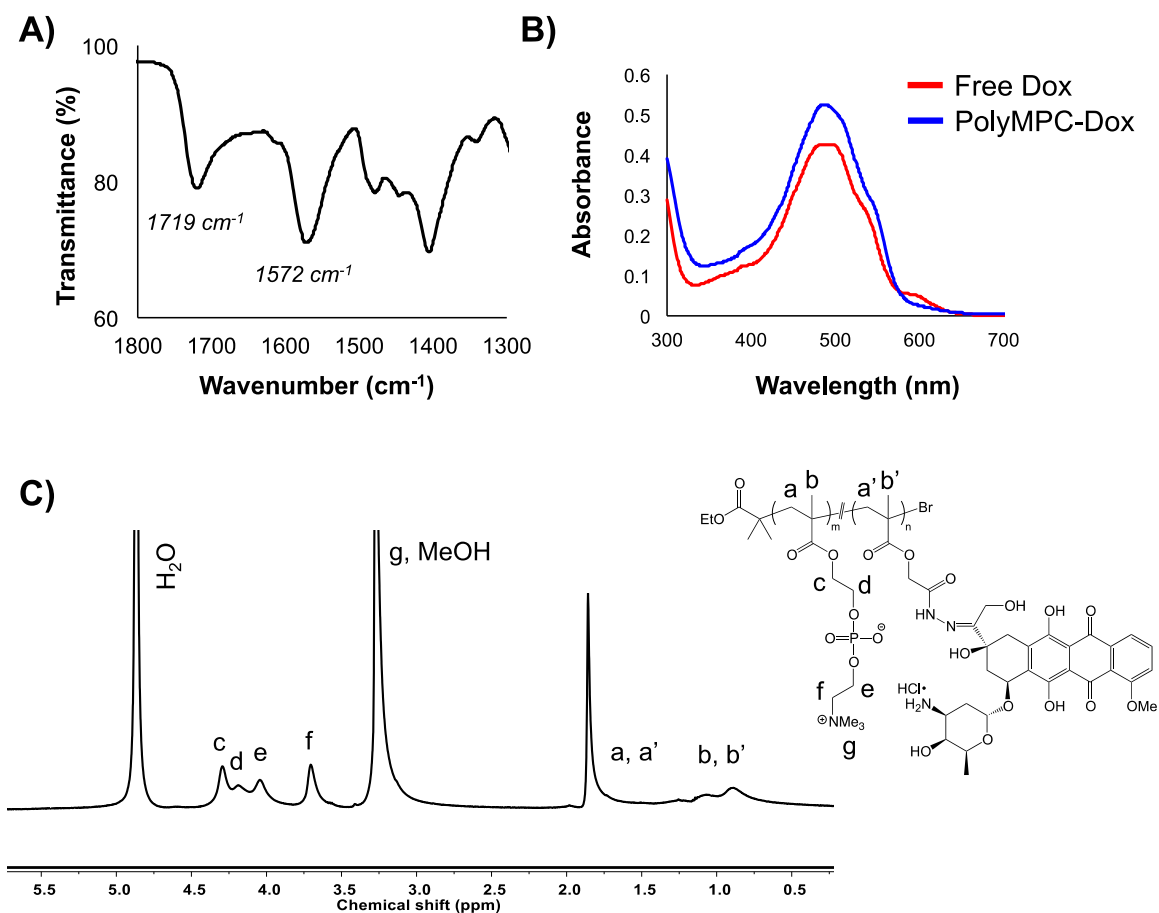 A)
100
80
60
Transmittance (%)
1719 cm-1
1572 cm-1
1800 1700 1600 1500 1400 1300
Wavenumber (cm-1)
B)
0.6
0.5
0.4
0.3
0.2
0.1
0
Absorbance
Free Dox
PolyMPC-Dox
300 400 500 600 700
Wavelength (nm)
C)
H2O
g, MeOH
c
d
e
f
a, a’
b, b’
5.5 5.0 4.5 4.0 3.5 3.0 2.5 2.0 1.5 1.0 0.5
Chemical shift (ppm)
a b a’ b’
O
EtO
m
n
Br
O O
O O
c d
O
O
HN N
OH
O
O=P–O
⊖
O
f e
⊕NMe3
g
HO
OH O
OH O
OMe
O
HCl•
H2N
HO
O